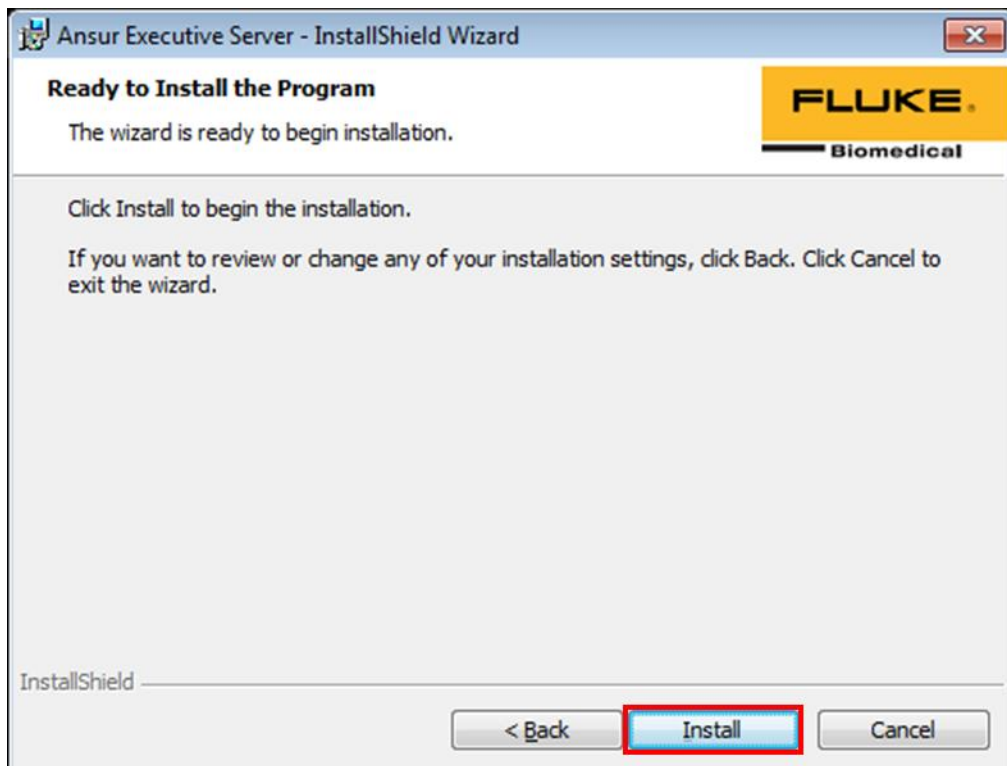 Ansur Executive Server - InstallShield Wizard
Ready to Install the Program
The wizard is ready to begin installation.
FLUKE®
Biomedical
Click Install to begin the installation.
If you want to review or change any of your installation settings, click Back. Click Cancel to
exit the wizard.
InstallShield
< Back
Install
Cancel